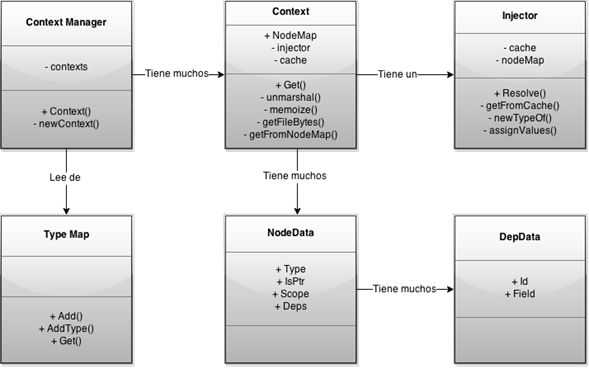 Context Manager
- contexts
+ Context()
- newContext()
Tiene muchos
Context
+ NodeMap
- injector
- cache
+ Get()
- unmarshal()
- memoize()
- getFileBytes()
- getFromNodeMap()
Tiene un
Injector
- cache
- nodeMap
+ Resolve()
- getFromCache()
- newTypeOf()
- assignValues()
Lee de
Tiene muchos
Type Map
+ Add()
+ AddType()
+ Get()
NodeData
+ Type
+ IsPtr
+ Scope
+ Deps
Tiene muchos
DepData
+ Id
+ Field